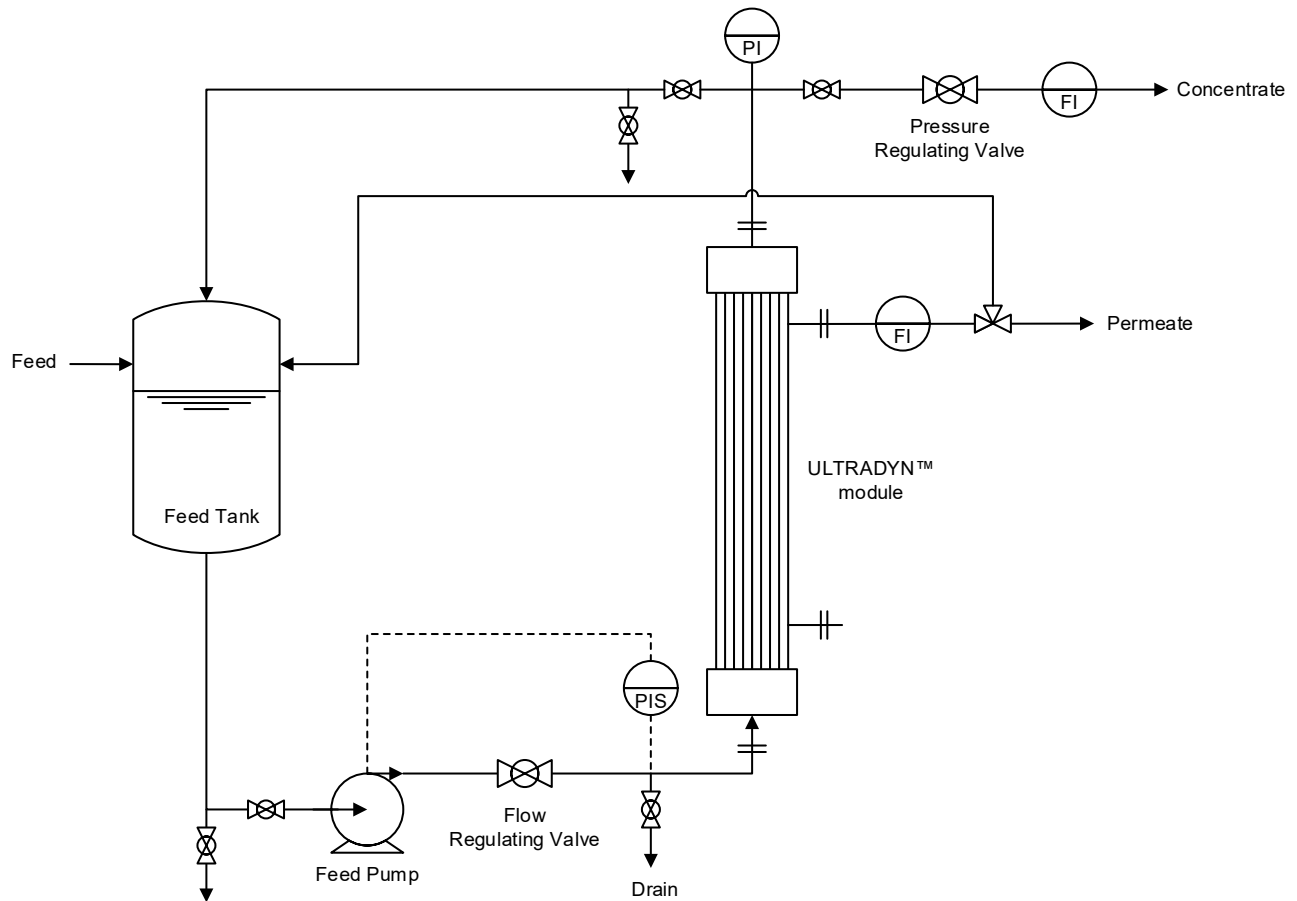 PI
FI
Concentrate
Pressure
Regulating Valve
FI
Permeate
Feed
ULTRADYN™
module
Feed Tank
PIS
Flow
Regulating Valve
Feed Pump
Drain